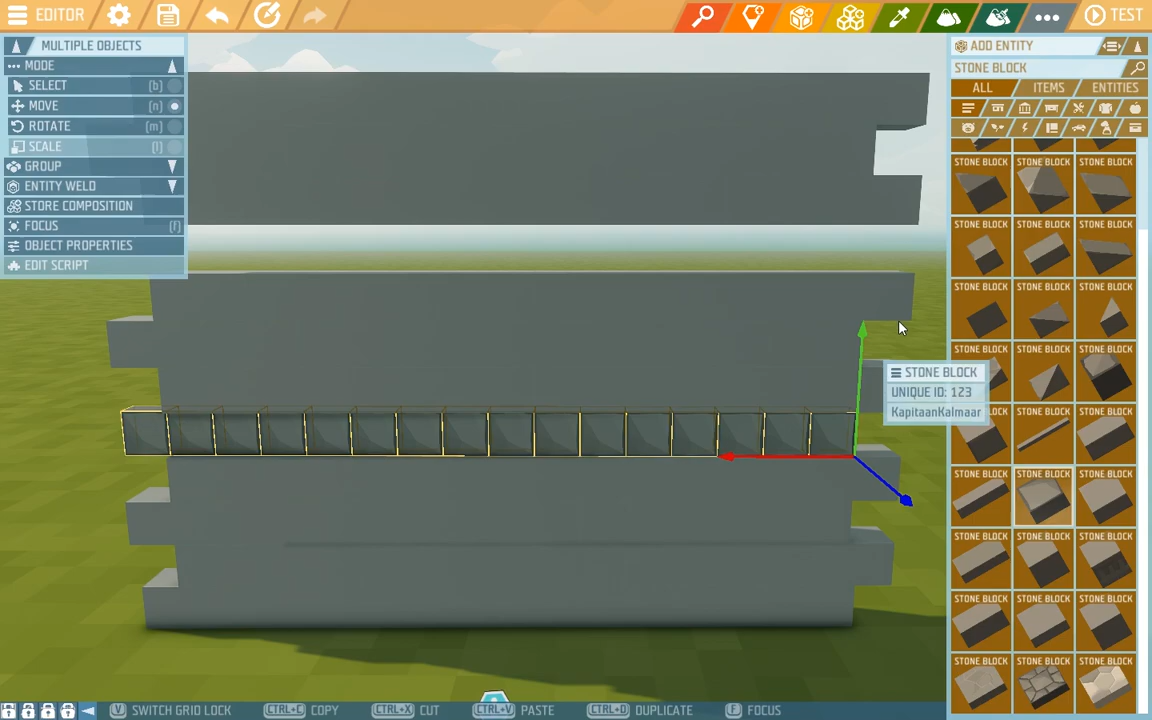 EDITOR
TEST
MULTIPLE OBJECTS
MODE
SELECT [b]
MOVE [n]
ROTATE [m]
SCALE [l]
GROUP
ENTITY WELD
STORE COMPOSITION
FOCUS [f]
OBJECT PROPERTIES
EDIT SCRIPT
ADD ENTITY
STONE BLOCK
ALL ITEMS ENTITIES
STONE BLOCK STONE BLOCK STONE BLOCK
STONE BLOCK STONE BLOCK STONE BLOCK
STONE BLOCK STONE BLOCK STONE BLOCK
STONE BLOCK STONE BLOCK STONE BLOCK
STONE BLOCK STONE BLOCK STONE BLOCK
STONE BLOCK STONE BLOCK STONE BLOCK
STONE BLOCK STONE BLOCK STONE BLOCK
STONE BLOCK STONE BLOCK STONE BLOCK
STONE BLOCK STONE BLOCK STONE BLOCK
STONE BLOCK
UNIQUE ID: 123
KapitaanKalmaar
V SWITCH GRID LOCK CTRL+C COPY CTRL+X CUT CTRL+V PASTE CTRL+D DUPLICATE F FOCUS